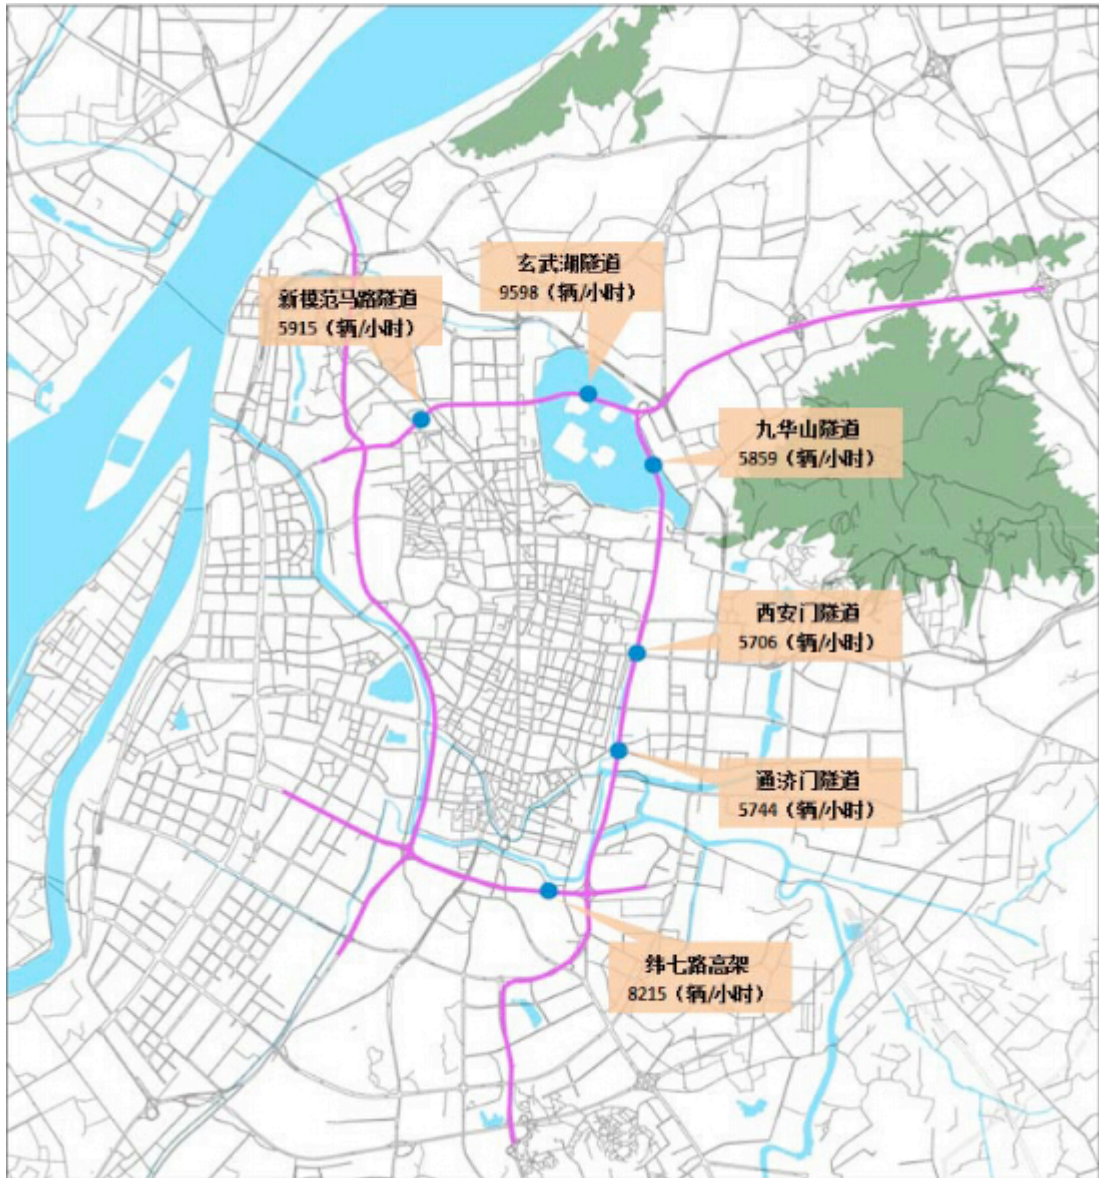 玄武湖隧道
9598（辆/小时）
新模范马路隧道
5915（辆/小时）
九华山隧道
5859（辆/小时）
西安门隧道
5706（辆/小时）
通济门隧道
5744（辆/小时）
纬七路高架
8215（辆/小时）